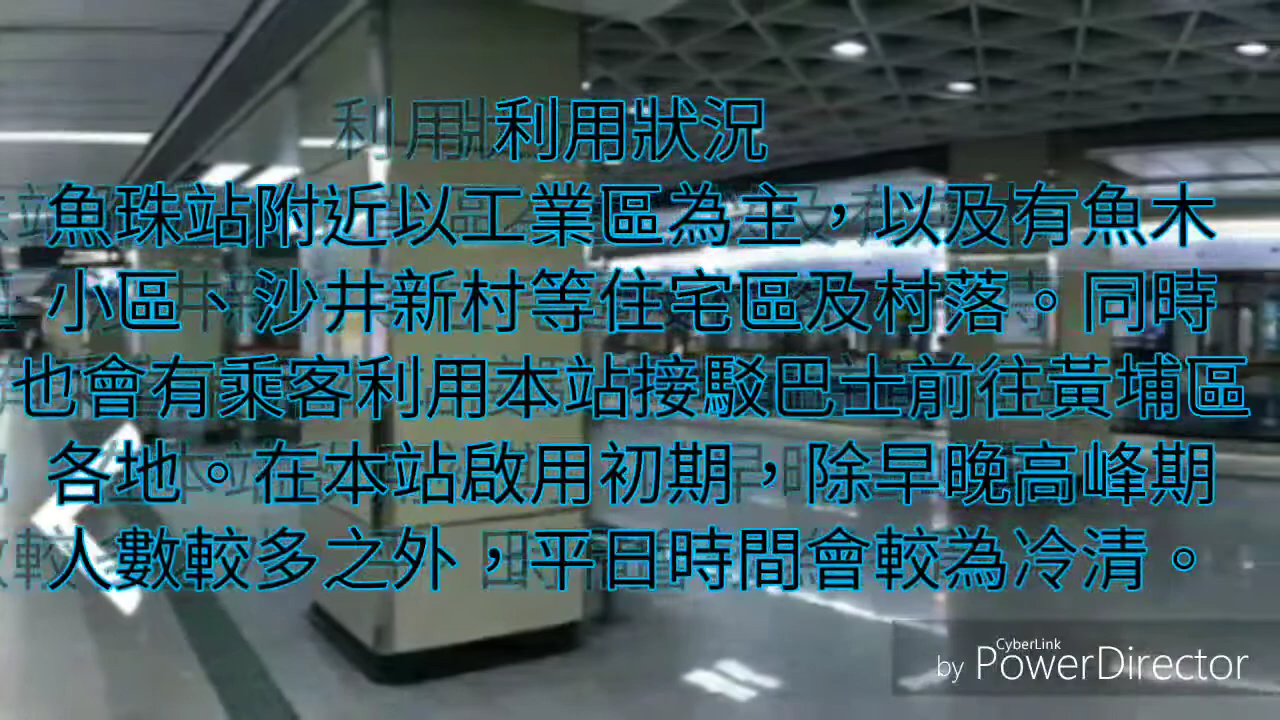 利用狀況
魚珠站附近以工業區為主，以及有魚木
小區、沙井新村等住宅區及村落。同時
也會有乘客利用本站接駁巴士前往黃埔區
各地。在本站啟用初期，除早晚高峰期
人數較多之外，平日時間會較為冷清。
by CyberLink PowerDirector